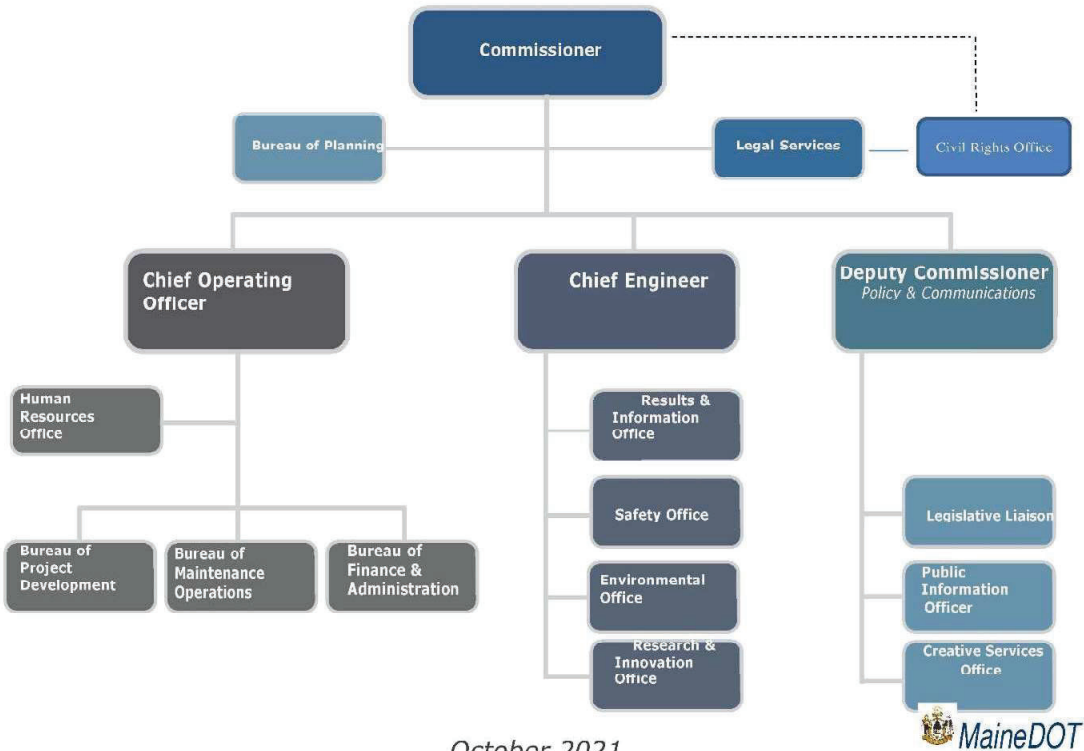 Commissioner
Bureau of Planning
Legal Services
Civil Rights Office
Chief Operating
Officer
Chief Engineer
Deputy Commissioner
Policy & Communications
Human
Resources
Office
Results &
Information
Office
Safety Office
Legislative Liaison
Bureau of
Project
Development
Bureau of
Maintenance
Operations
Bureau of
Finance &
Administration
Environmental
Office
Public
Information
Officer
Research &
Innovation
Office
Creative Services
Office
October 2021
MaineDOT